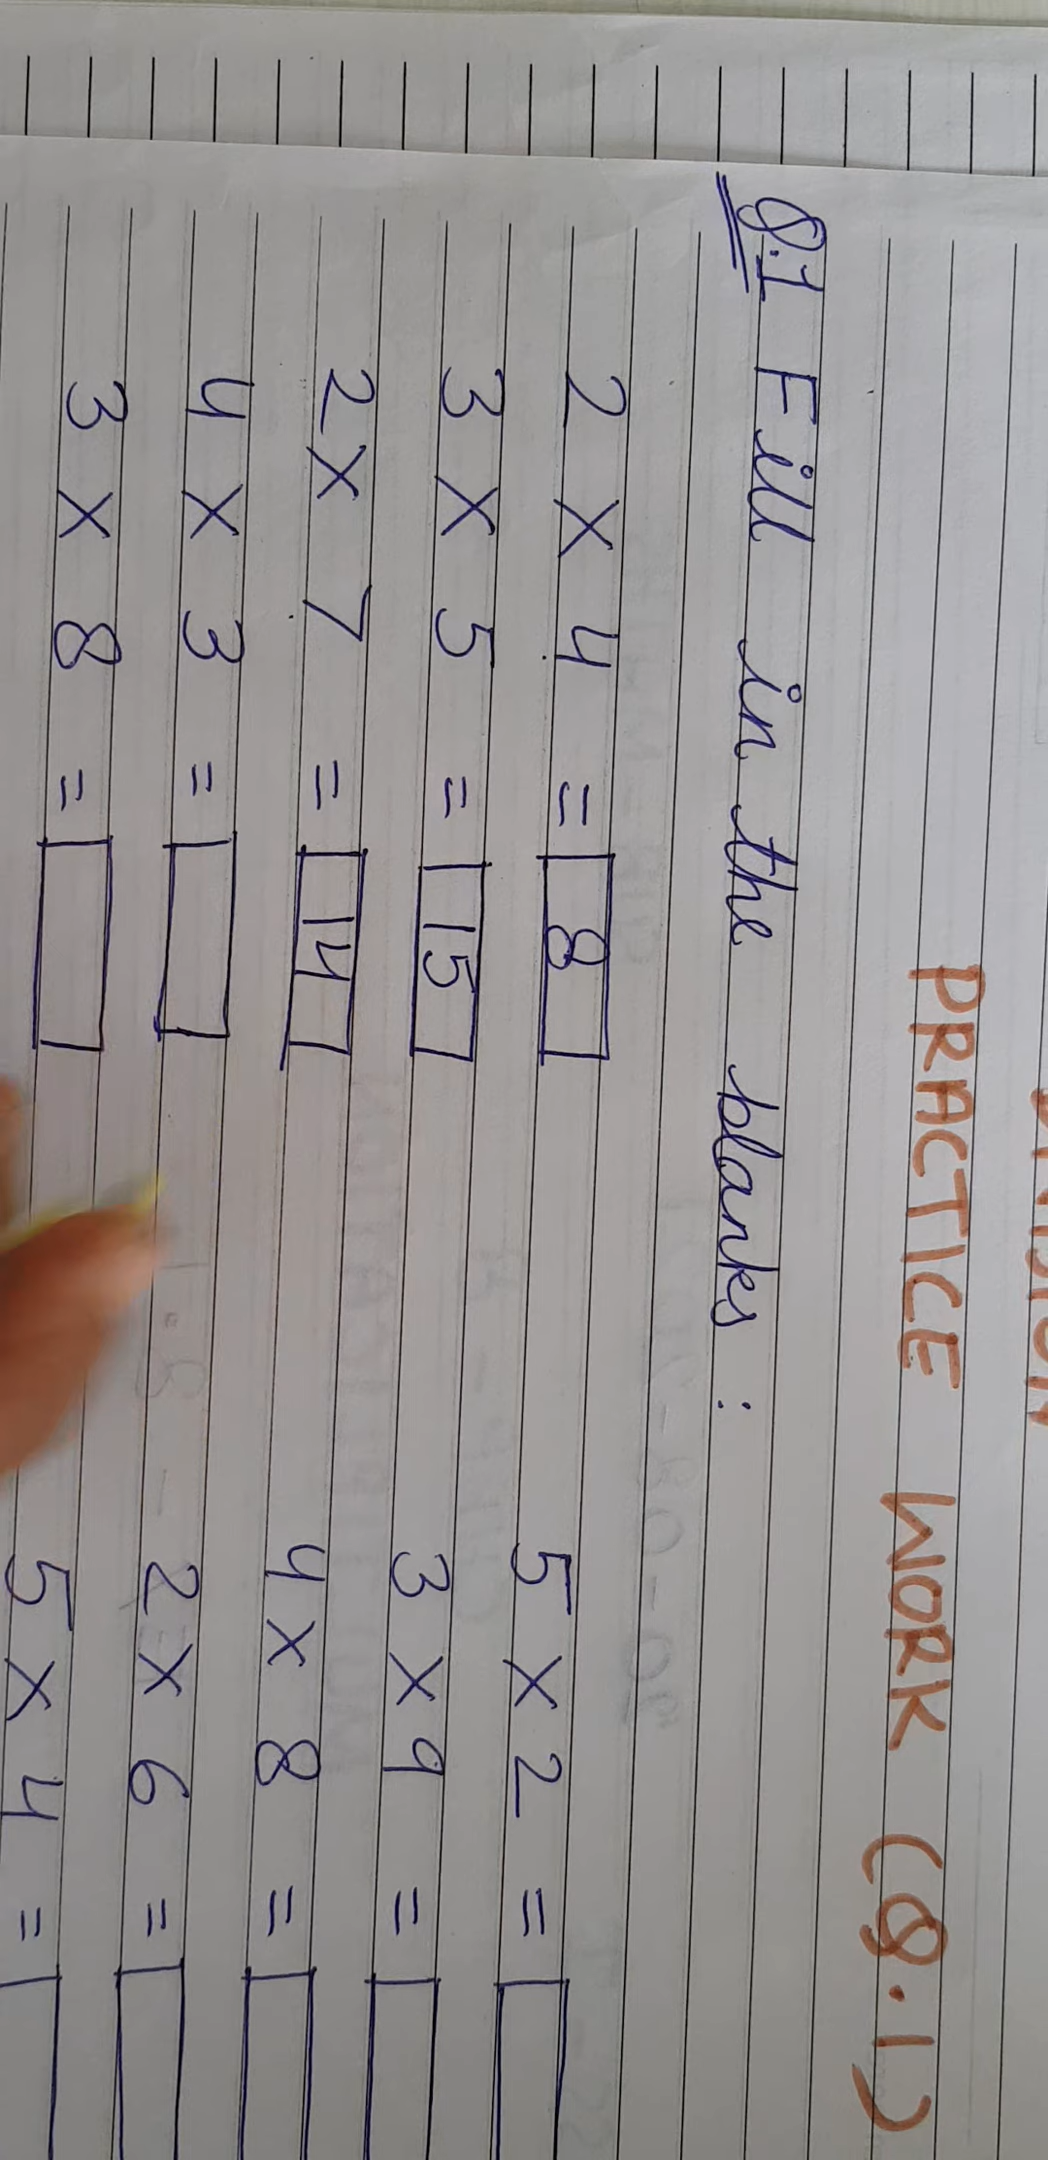 PRACTICE WORK (8.1)
Q.1 Fill in the blanks :
2 x 4 = 8 5 x 2 =
3 x 5 = 15 3 x 9 =
2 x 7 = 14 4 x 8 =
4 x 3 = 2 x 6 =
3 x 8 = 5 x 4 =